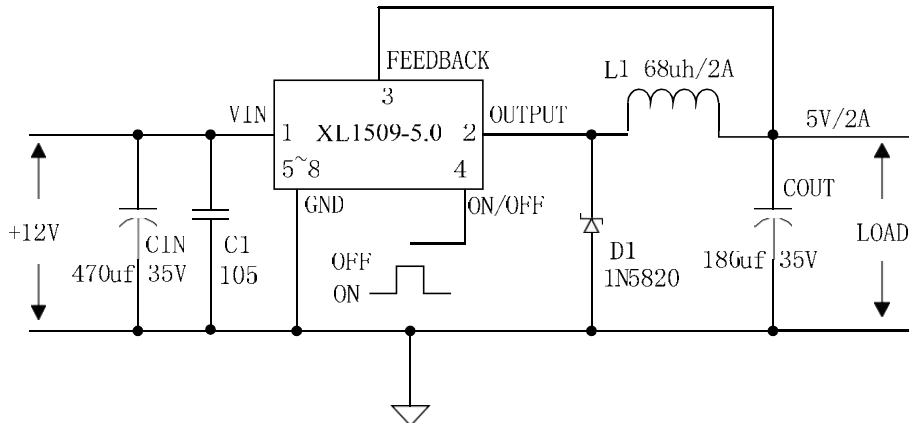 FEEDBACK
L1 68uh/2A
3
VIN
OUTPUT
5V/2A
1 XL1509-5.0 2
5~8
4
COUT
GND
ON/OFF
+12V
CIN
C1
LOAD
OFF
D1
470uf 35V
105
1N5820
180uf 35V
ON